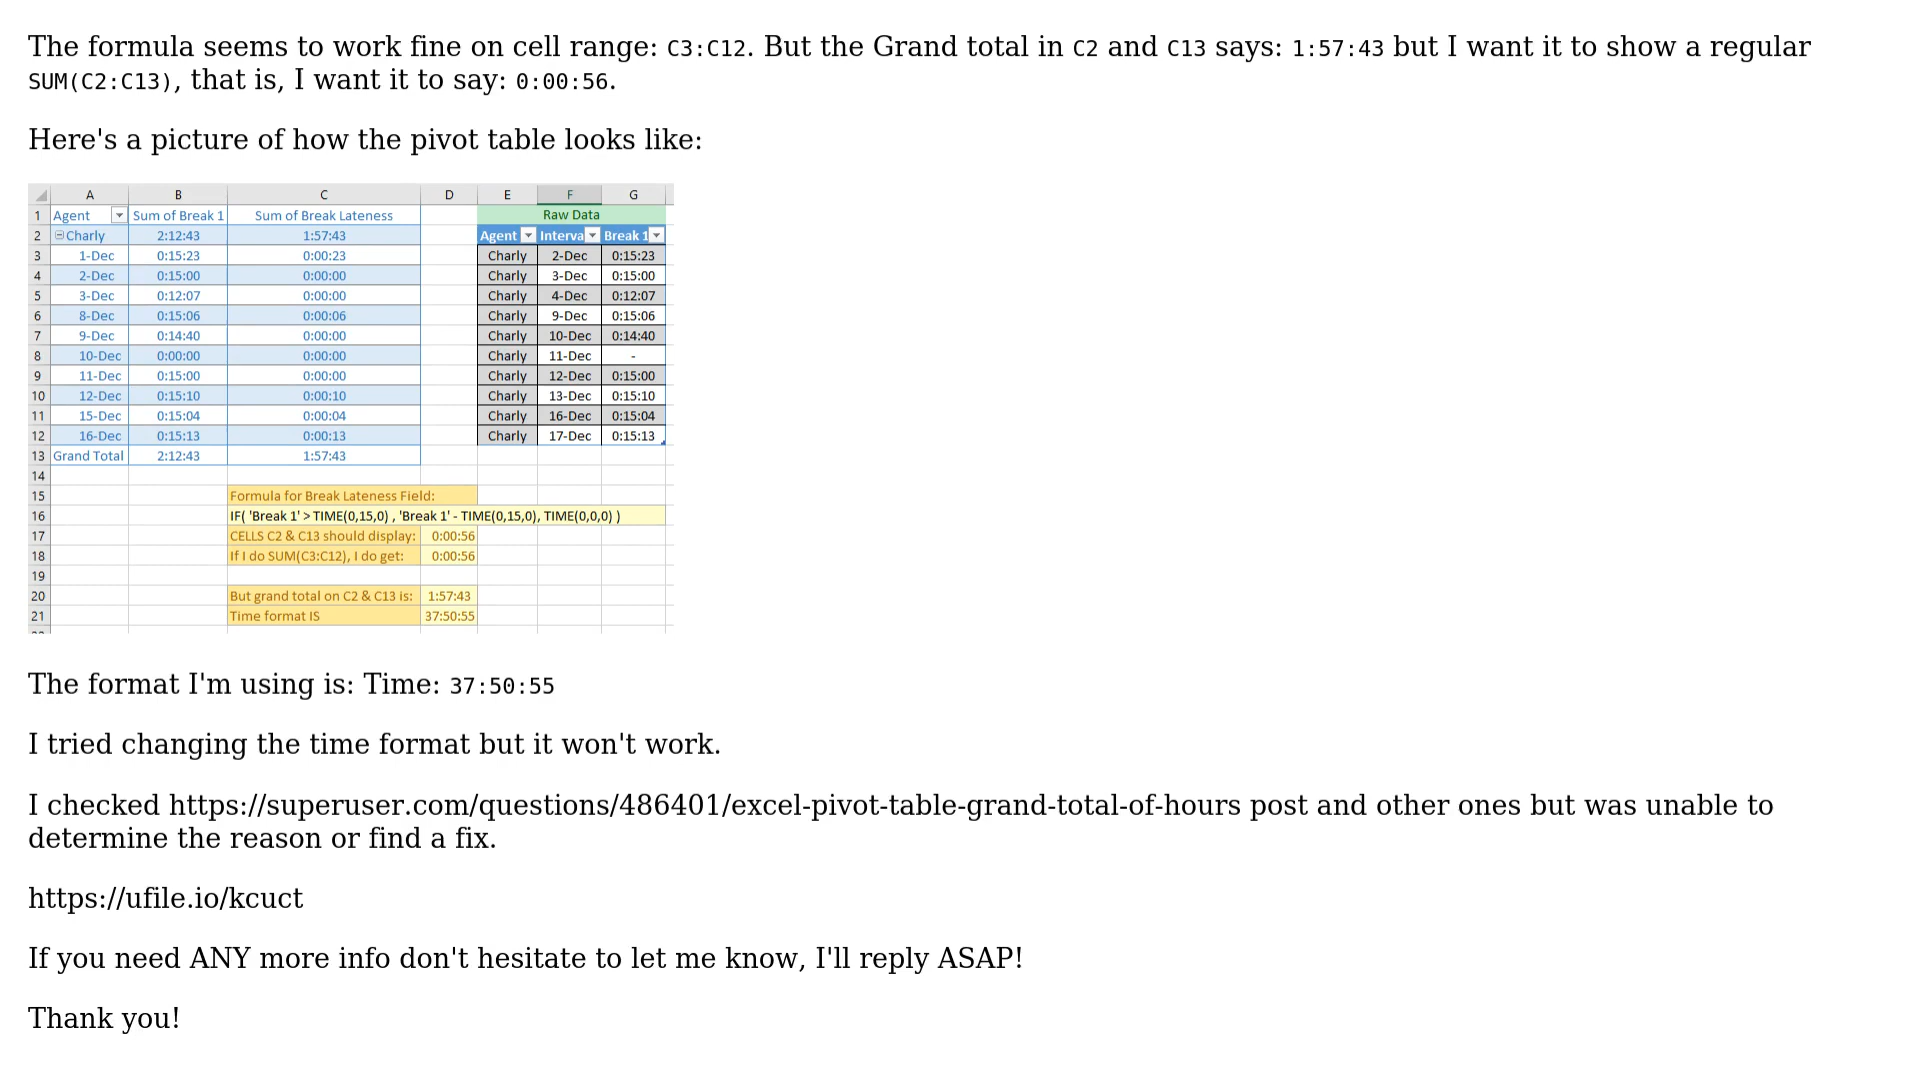 The formula seems to work fine on cell range: C3:C12. But the Grand total in C2 and C13 says: 1:57:43 but I want it to show a regular
SUM(C2:C13), that is, I want it to say: 0:00:56.
Here's a picture of how the pivot table looks like:
A B C D E F G
1 Agent Sum of Break 1 Sum of Break Lateness Raw Data
2 Charly 2:12:43 1:57:43 Agent Interva Break 1
3 1-Dec 0:15:23 0:00:23 Charly 2-Dec 0:15:23
4 2-Dec 0:15:00 0:00:00 Charly 3-Dec 0:15:00
5 3-Dec 0:12:07 0:00:00 Charly 4-Dec 0:12:07
6 8-Dec 0:15:06 0:00:06 Charly 9-Dec 0:15:06
7 9-Dec 0:14:40 0:00:00 Charly 10-Dec 0:14:40
8 10-Dec 0:00:00 0:00:00 Charly 11-Dec -
9 11-Dec 0:15:00 0:00:00 Charly 12-Dec 0:15:00
10 12-Dec 0:15:10 0:00:10 Charly 13-Dec 0:15:10
11 15-Dec 0:15:04 0:00:04 Charly 16-Dec 0:15:04
12 16-Dec 0:15:13 0:00:13 Charly 17-Dec 0:15:13
13 Grand Total 2:12:43 1:57:43
14
15 Formula for Break Lateness Field:
16 IF( 'Break 1' > TIME(0,15,0) , 'Break 1' - TIME(0,15,0), TIME(0,0,0) )
17 CELLS C2 & C13 should display: 0:00:56
18 If I do SUM(C3:C12), I do get: 0:00:56
19
20 But grand total on C2 & C13 is: 1:57:43
21 Time format IS 37:50:55
The format I'm using is: Time: 37:50:55
I tried changing the time format but it won't work.
I checked https://superuser.com/questions/486401/excel-pivot-table-grand-total-of-hours post and other ones but was unable to
determine the reason or find a fix.
https://ufile.io/kcuct
If you need ANY more info don't hesitate to let me know, I'll reply ASAP!
Thank you!